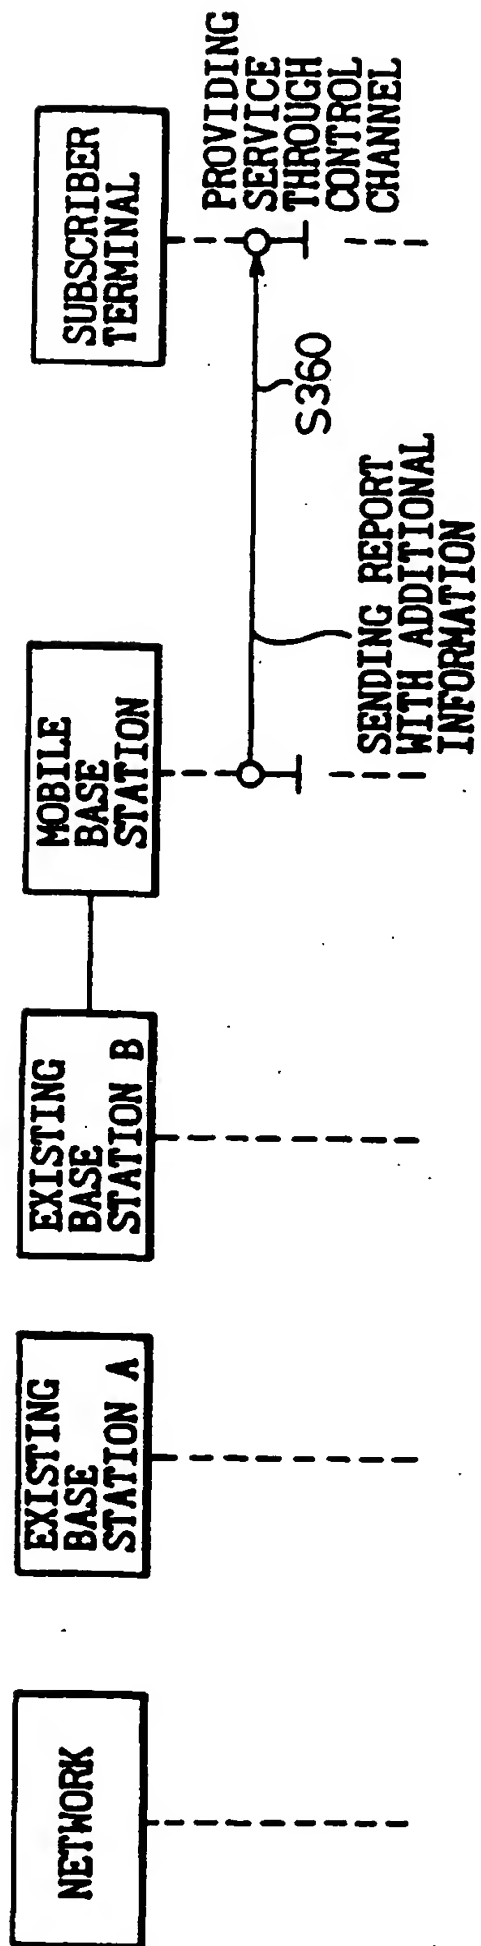 NETWORK
EXISTING
BASE
STATION A
EXISTING
BASE
STATION B
MOBILE
BASE
STATION
SUBSCRIBER
TERMINAL
PROVIDING
SERVICE
THROUGH
CONTROL
CHANNEL
S360
SENDING REPORT
WITH ADDITIONAL
INFORMATION